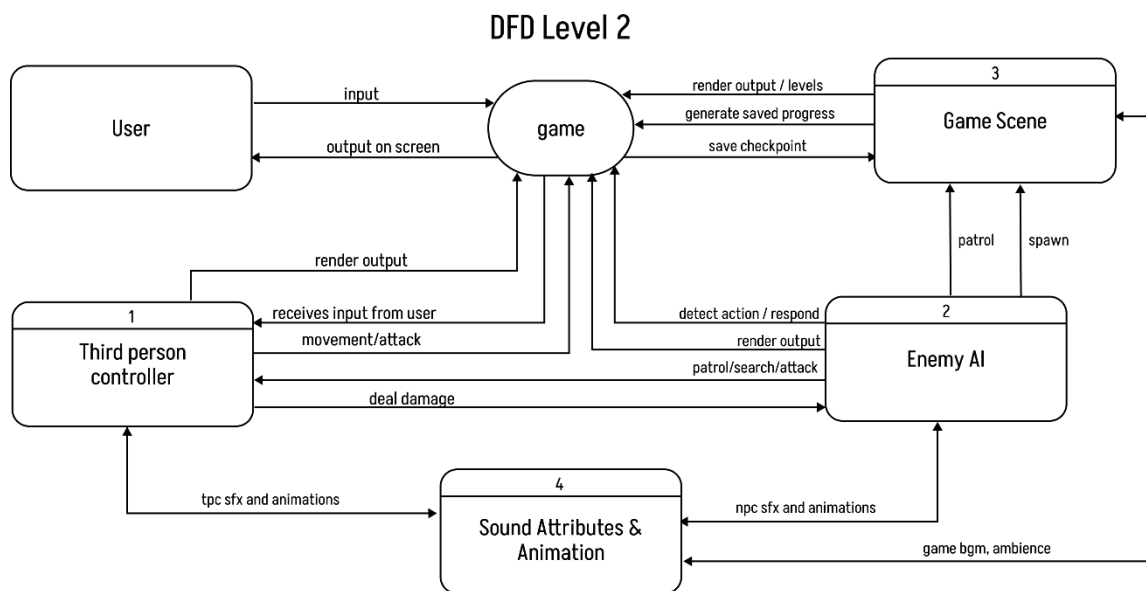 DFD Level 2
User
input
output on screen
game
render output / levels
generate saved progress
save checkpoint
3
Game Scene
patrol
spawn
render output
receives input from user
movement/attack
detect action / respond
render output
patrol/search/attack
deal damage
1
Third person
controller
2
Enemy AI
tpc sfx and animations
4
Sound Attributes &
Animation
npc sfx and animations
game bgm, ambience